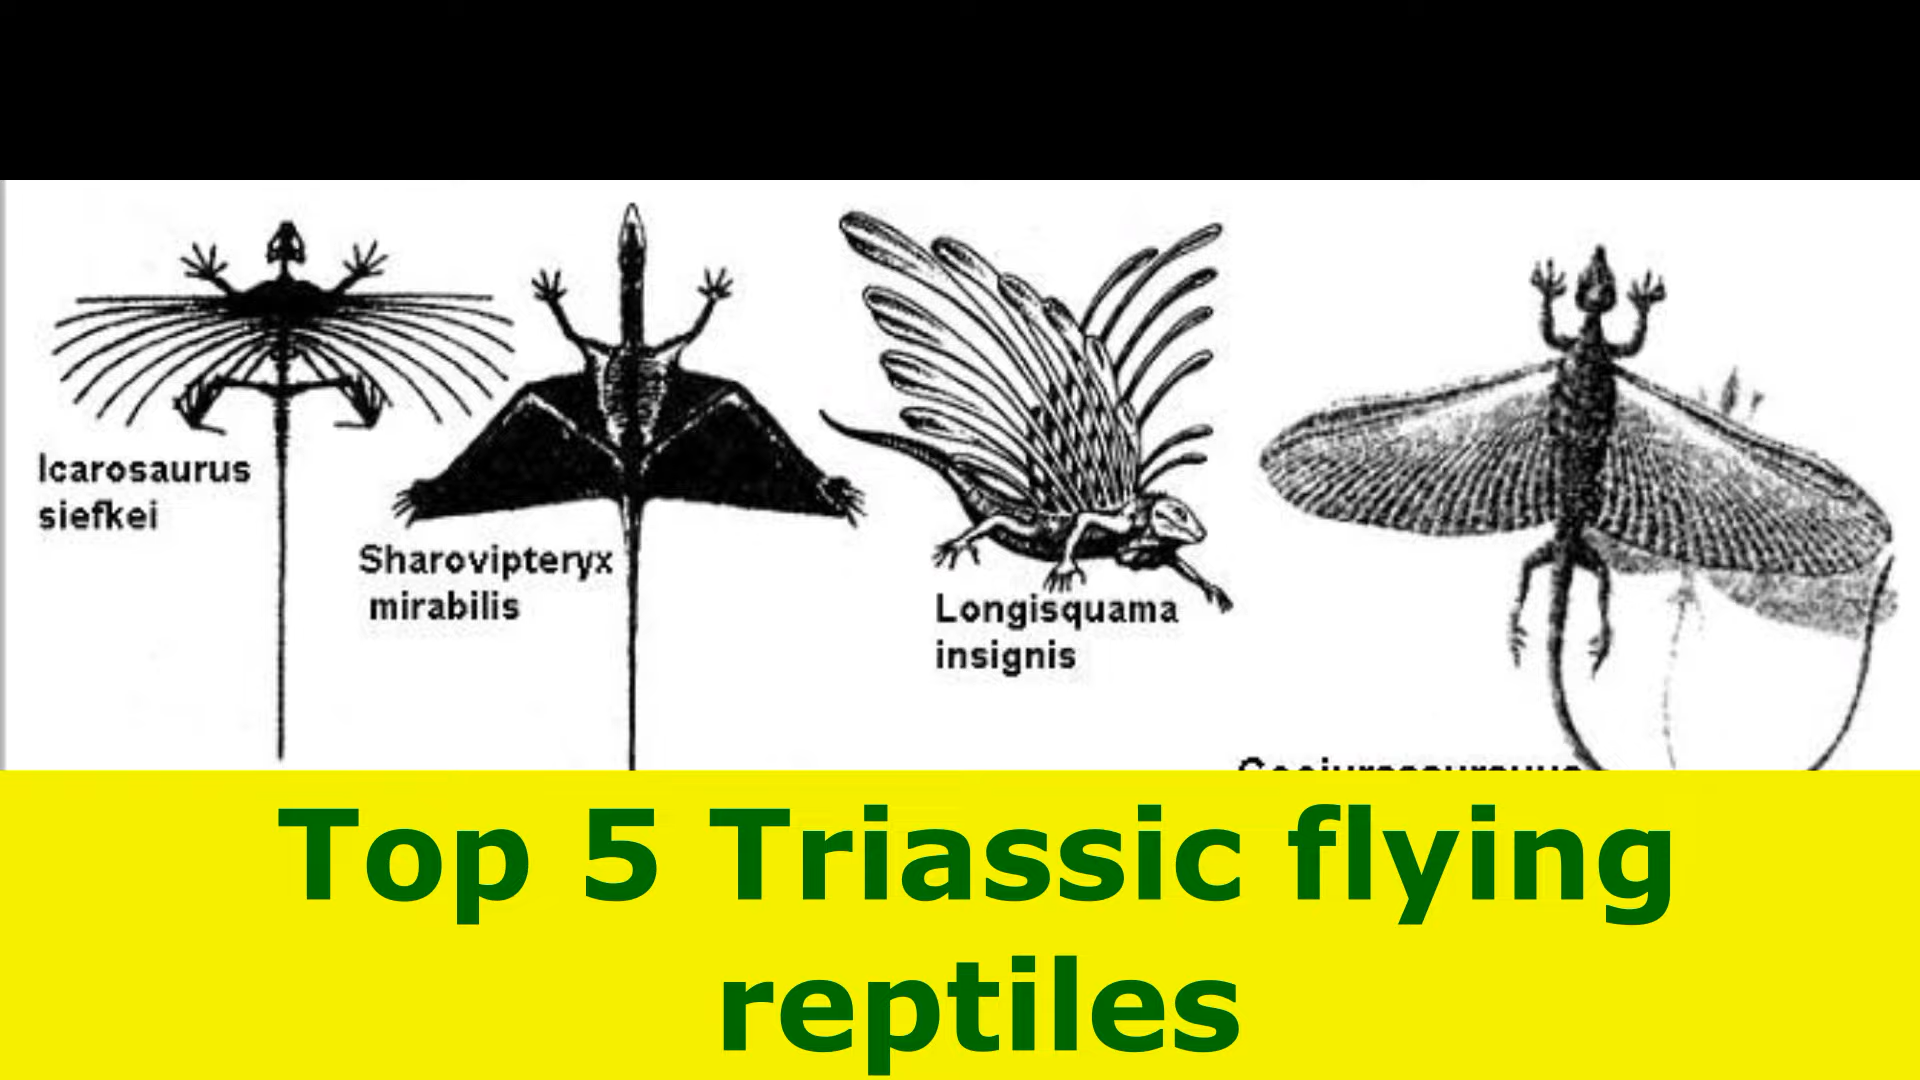 Icarosaurus
siefkei
Sharovipteryx
mirabilis
Longisquama
insignis
Top 5 Triassic flying
reptiles